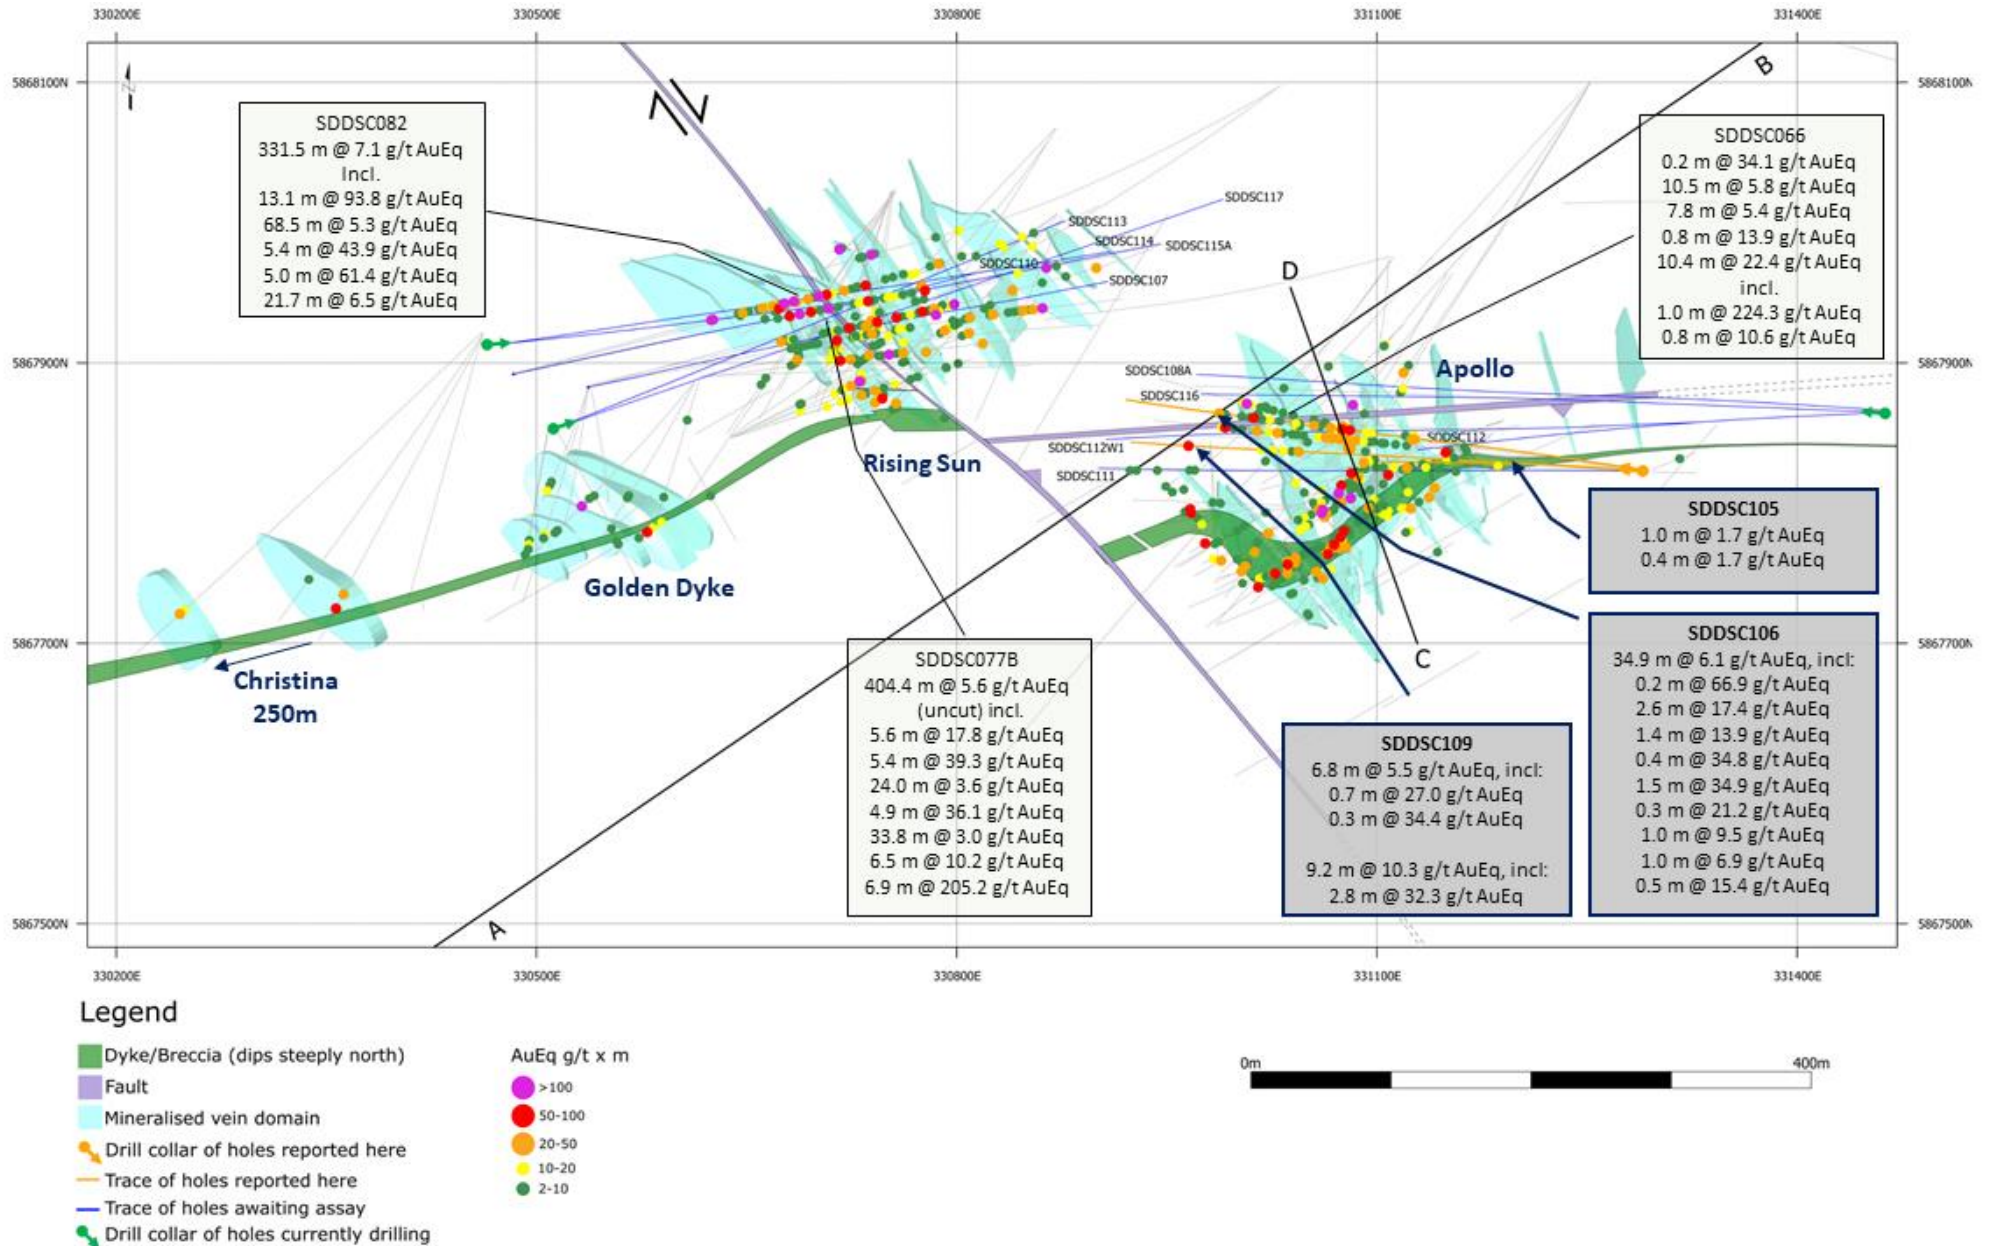 330200E
330500E
330800E
331100E
331400E
5868100N
5868100N
5867900N
5867900N
5867700N
5867700N
5867500N
5867500N
N
B
SDDSC082
331.5 m @ 7.1 g/t AuEq
Incl.
13.1 m @ 93.8 g/t AuEq
68.5 m @ 5.3 g/t AuEq
5.4 m @ 43.9 g/t AuEq
5.0 m @ 61.4 g/t AuEq
21.7 m @ 6.5 g/t AuEq
SDDSC066
0.2 m @ 34.1 g/t AuEq
10.5 m @ 5.8 g/t AuEq
7.8 m @ 5.4 g/t AuEq
0.8 m @ 13.9 g/t AuEq
10.4 m @ 22.4 g/t AuEq
incl.
1.0 m @ 224.3 g/t AuEq
0.8 m @ 10.6 g/t AuEq
SDDSC117
SDDSC113
SDDSC114
SDDSC115A
SDDSC110
SDDSC107
D
SDDSC108A
Apollo
SDDSC116
SDDSC112
SDDSC112W1
SDDSC111
Rising Sun
Golden Dyke
Christina
250m
SDDSC105
1.0 m @ 1.7 g/t AuEq
0.4 m @ 1.7 g/t AuEq
C
SDDSC106
34.9 m @ 6.1 g/t AuEq, incl:
0.2 m @ 66.9 g/t AuEq
2.6 m @ 17.4 g/t AuEq
1.4 m @ 13.9 g/t AuEq
0.4 m @ 34.8 g/t AuEq
1.5 m @ 34.9 g/t AuEq
0.3 m @ 21.2 g/t AuEq
1.0 m @ 9.5 g/t AuEq
1.0 m @ 6.9 g/t AuEq
0.5 m @ 15.4 g/t AuEq
SDDSC077B
404.4 m @ 5.6 g/t AuEq
(uncut) incl.
5.6 m @ 17.8 g/t AuEq
5.4 m @ 39.3 g/t AuEq
24.0 m @ 3.6 g/t AuEq
4.9 m @ 36.1 g/t AuEq
33.8 m @ 3.0 g/t AuEq
6.5 m @ 10.2 g/t AuEq
6.9 m @ 205.2 g/t AuEq
SDDSC109
6.8 m @ 5.5 g/t AuEq, incl:
0.7 m @ 27.0 g/t AuEq
0.3 m @ 34.4 g/t AuEq
9.2 m @ 10.3 g/t AuEq, incl:
2.8 m @ 32.3 g/t AuEq
A
330200E
330500E
330800E
331100E
331400E
Legend
Dyke/Breccia (dips steeply north)
Fault
Mineralised vein domain
Drill collar of holes reported here
Trace of holes reported here
Trace of holes awaiting assay
Drill collar of holes currently drilling
AuEq g/t x m
>100
50-100
20-50
10-20
2-10
0m
400m